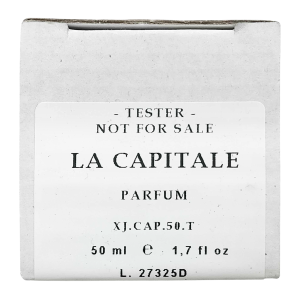 - TESTER -
NOT FOR SALE
LA CAPITALE
PARFUM
XJ.CAP.50.T
50 ml e 1,7 fl oz
L. 27325D